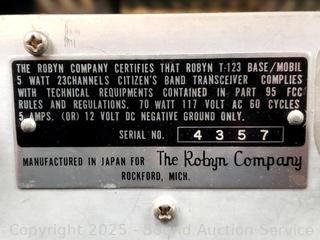 THE ROBYN COMPANY CERTIFIES THAT ROBYN T-123 BASE/MOBIL
5 WATT 23CHANNELS CITIZEN'S BAND TRANSCEIVER COMPLIES
WITH TECHNICAL REQUIREMENTS CONTAINED IN PART 95 FCC
RULES AND REGULATIONS. 70 WATT 117 VOLT AC 60 CYCLES
5 AMPS. (OR) 12 VOLT DC NEGATIVE GROUND ONLY.
SERIAL NO. 4357
MANUFACTURED IN JAPAN FOR The Robyn Company
ROCKFORD, MICH.
Copyright 2025 - Sound Auction Service